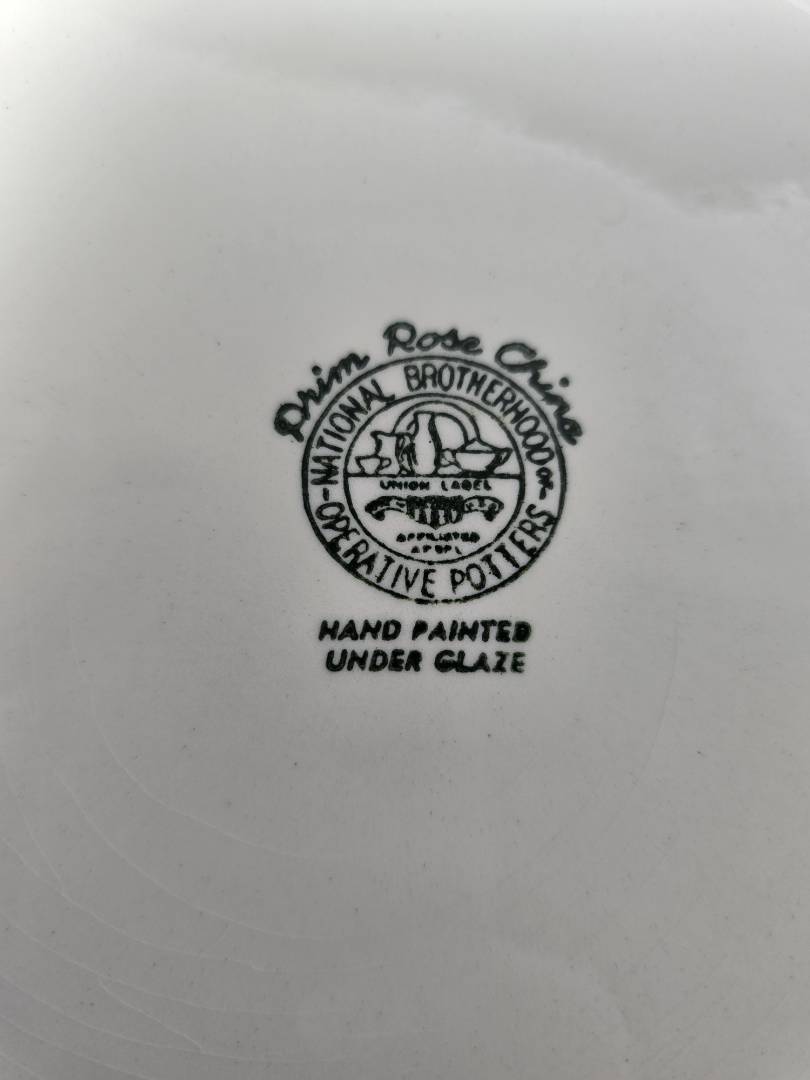 Prim Rose China
NATIONAL BROTHERHOOD OF
OPERATIVE POTTERS
UNION LABEL
AFFILIATED
A F OF L
HAND PAINTED
UNDER GLAZE